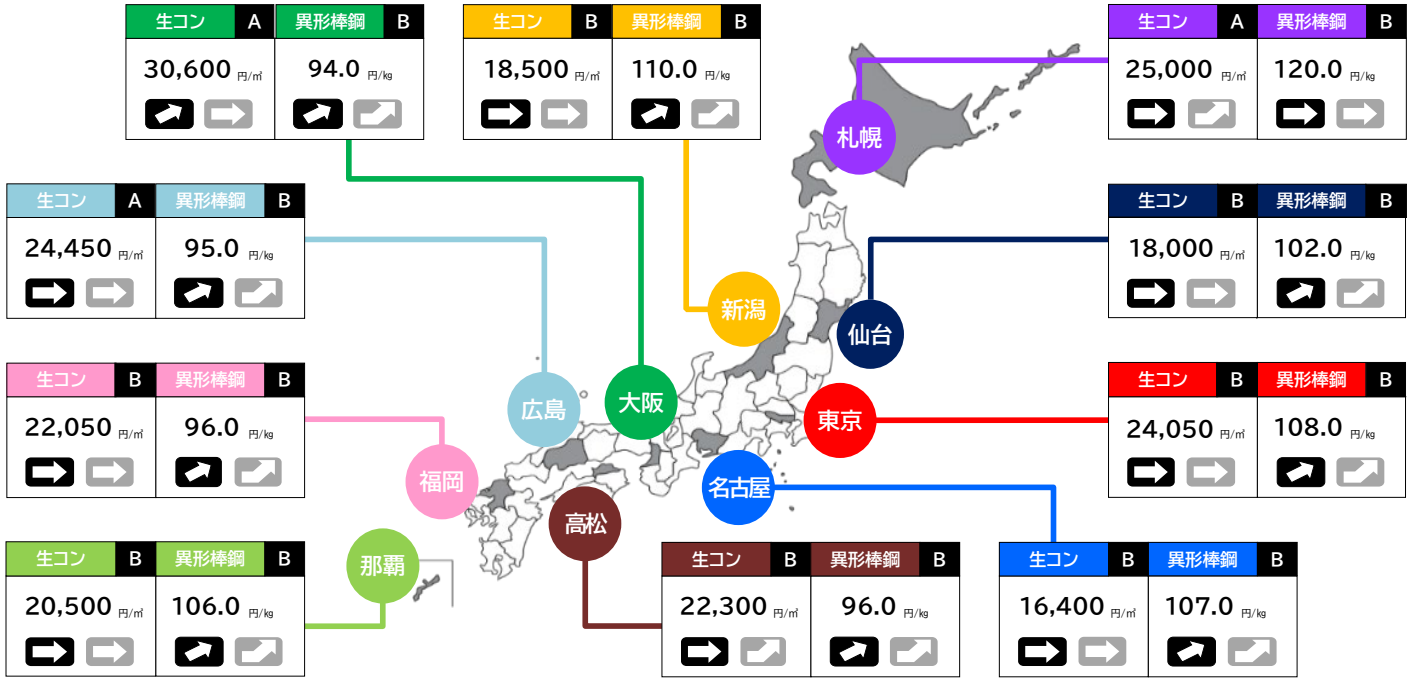 生コン A 異形棒鋼 B
30,600 円/㎥ 94.0 円/kg
生コン B 異形棒鋼 B
18,500 円/㎥ 110.0 円/kg
生コン A 異形棒鋼 B
25,000 円/㎥ 120.0 円/kg
札幌
生コン A 異形棒鋼 B
24,450 円/㎥ 95.0 円/kg
生コン B 異形棒鋼 B
18,000 円/㎥ 102.0 円/kg
新潟
仙台
生コン B 異形棒鋼 B
22,050 円/㎥ 96.0 円/kg
広島
大阪
東京
生コン B 異形棒鋼 B
24,050 円/㎥ 108.0 円/kg
福岡
名古屋
高松
那覇
生コン B 異形棒鋼 B
20,500 円/㎥ 106.0 円/kg
生コン B 異形棒鋼 B
22,300 円/㎥ 96.0 円/kg
生コン B 異形棒鋼 B
16,400 円/㎥ 107.0 円/kg